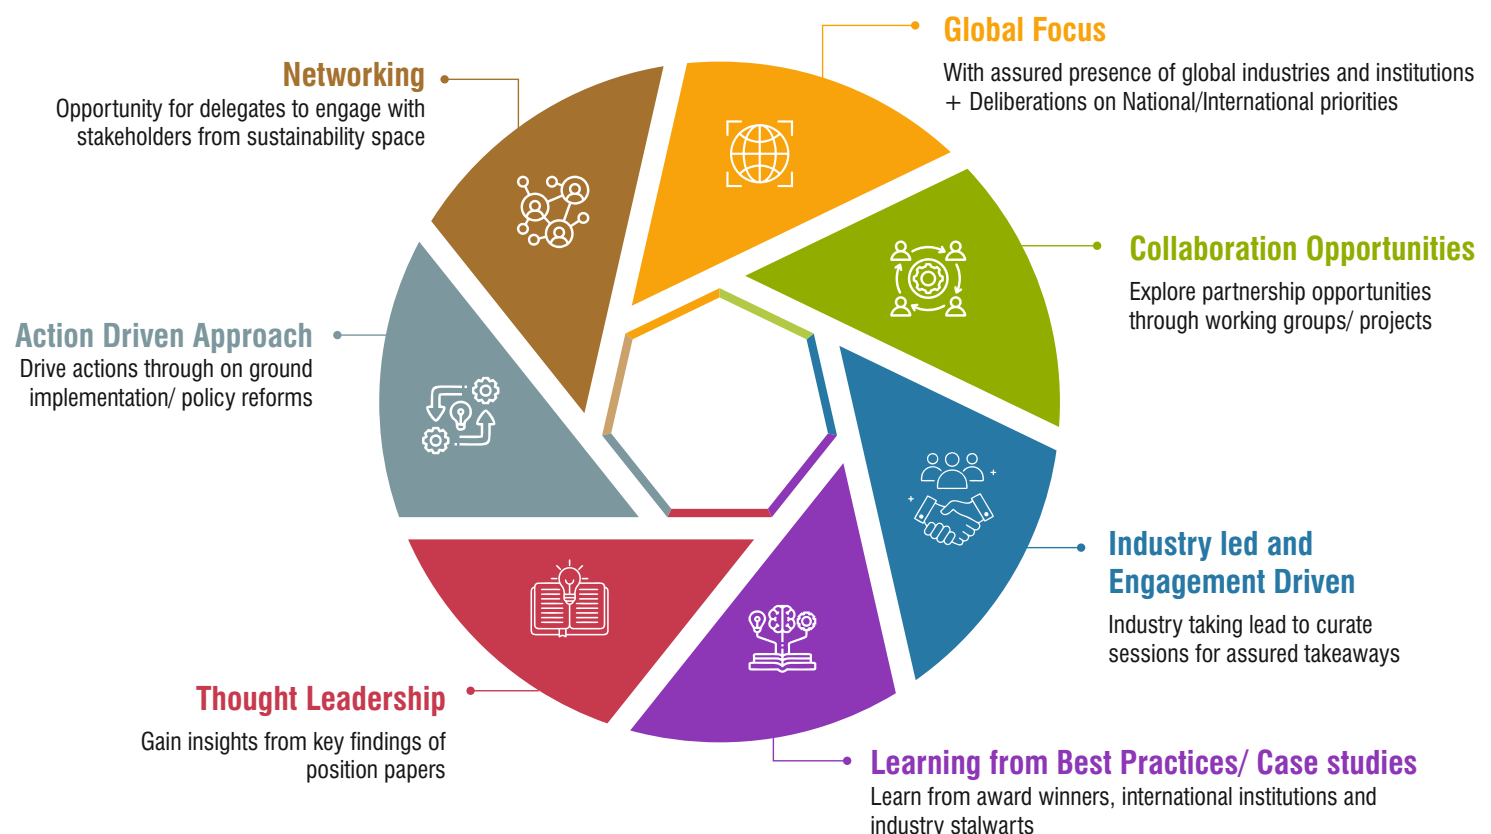 Global Focus
With assured presence of global industries and institutions
+ Deliberations on National/International priorities
Networking
Opportunity for delegates to engage with
stakeholders from sustainability space
Collaboration Opportunities
Explore partnership opportunities
through working groups/ projects
Action Driven Approach
Drive actions through on ground
implementation/ policy reforms
Industry led and
Engagement Driven
Industry taking lead to curate
sessions for assured takeaways
Thought Leadership
Gain insights from key findings of
position papers
Learning from Best Practices/ Case studies
Learn from award winners, international institutions and
industry stalwarts